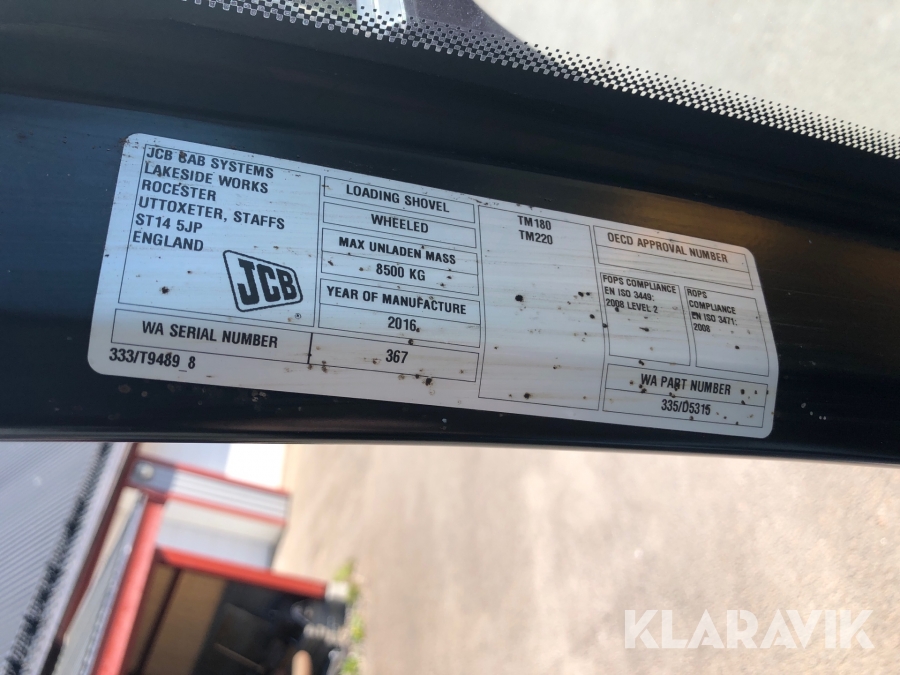 JCB CAB SYSTEMS
LAKESIDE WORKS
ROCESTER
UTTOXETER, STAFFS
ST14 5JP
ENGLAND
JCB
®
WA SERIAL NUMBER
367
333/T9489_8
LOADING SHOVEL
WHEELED
MAX UNLADEN MASS
8500 KG
YEAR OF MANUFACTURE
2016
TM180
TM220
OECD APPROVAL NUMBER
FOPS COMPLIANCE
EN ISO 3449:
2008 LEVEL 2
ROPS
COMPLIANCE
EN ISO 3471:
2008
WA PART NUMBER
335/D5315
KLARAVIK